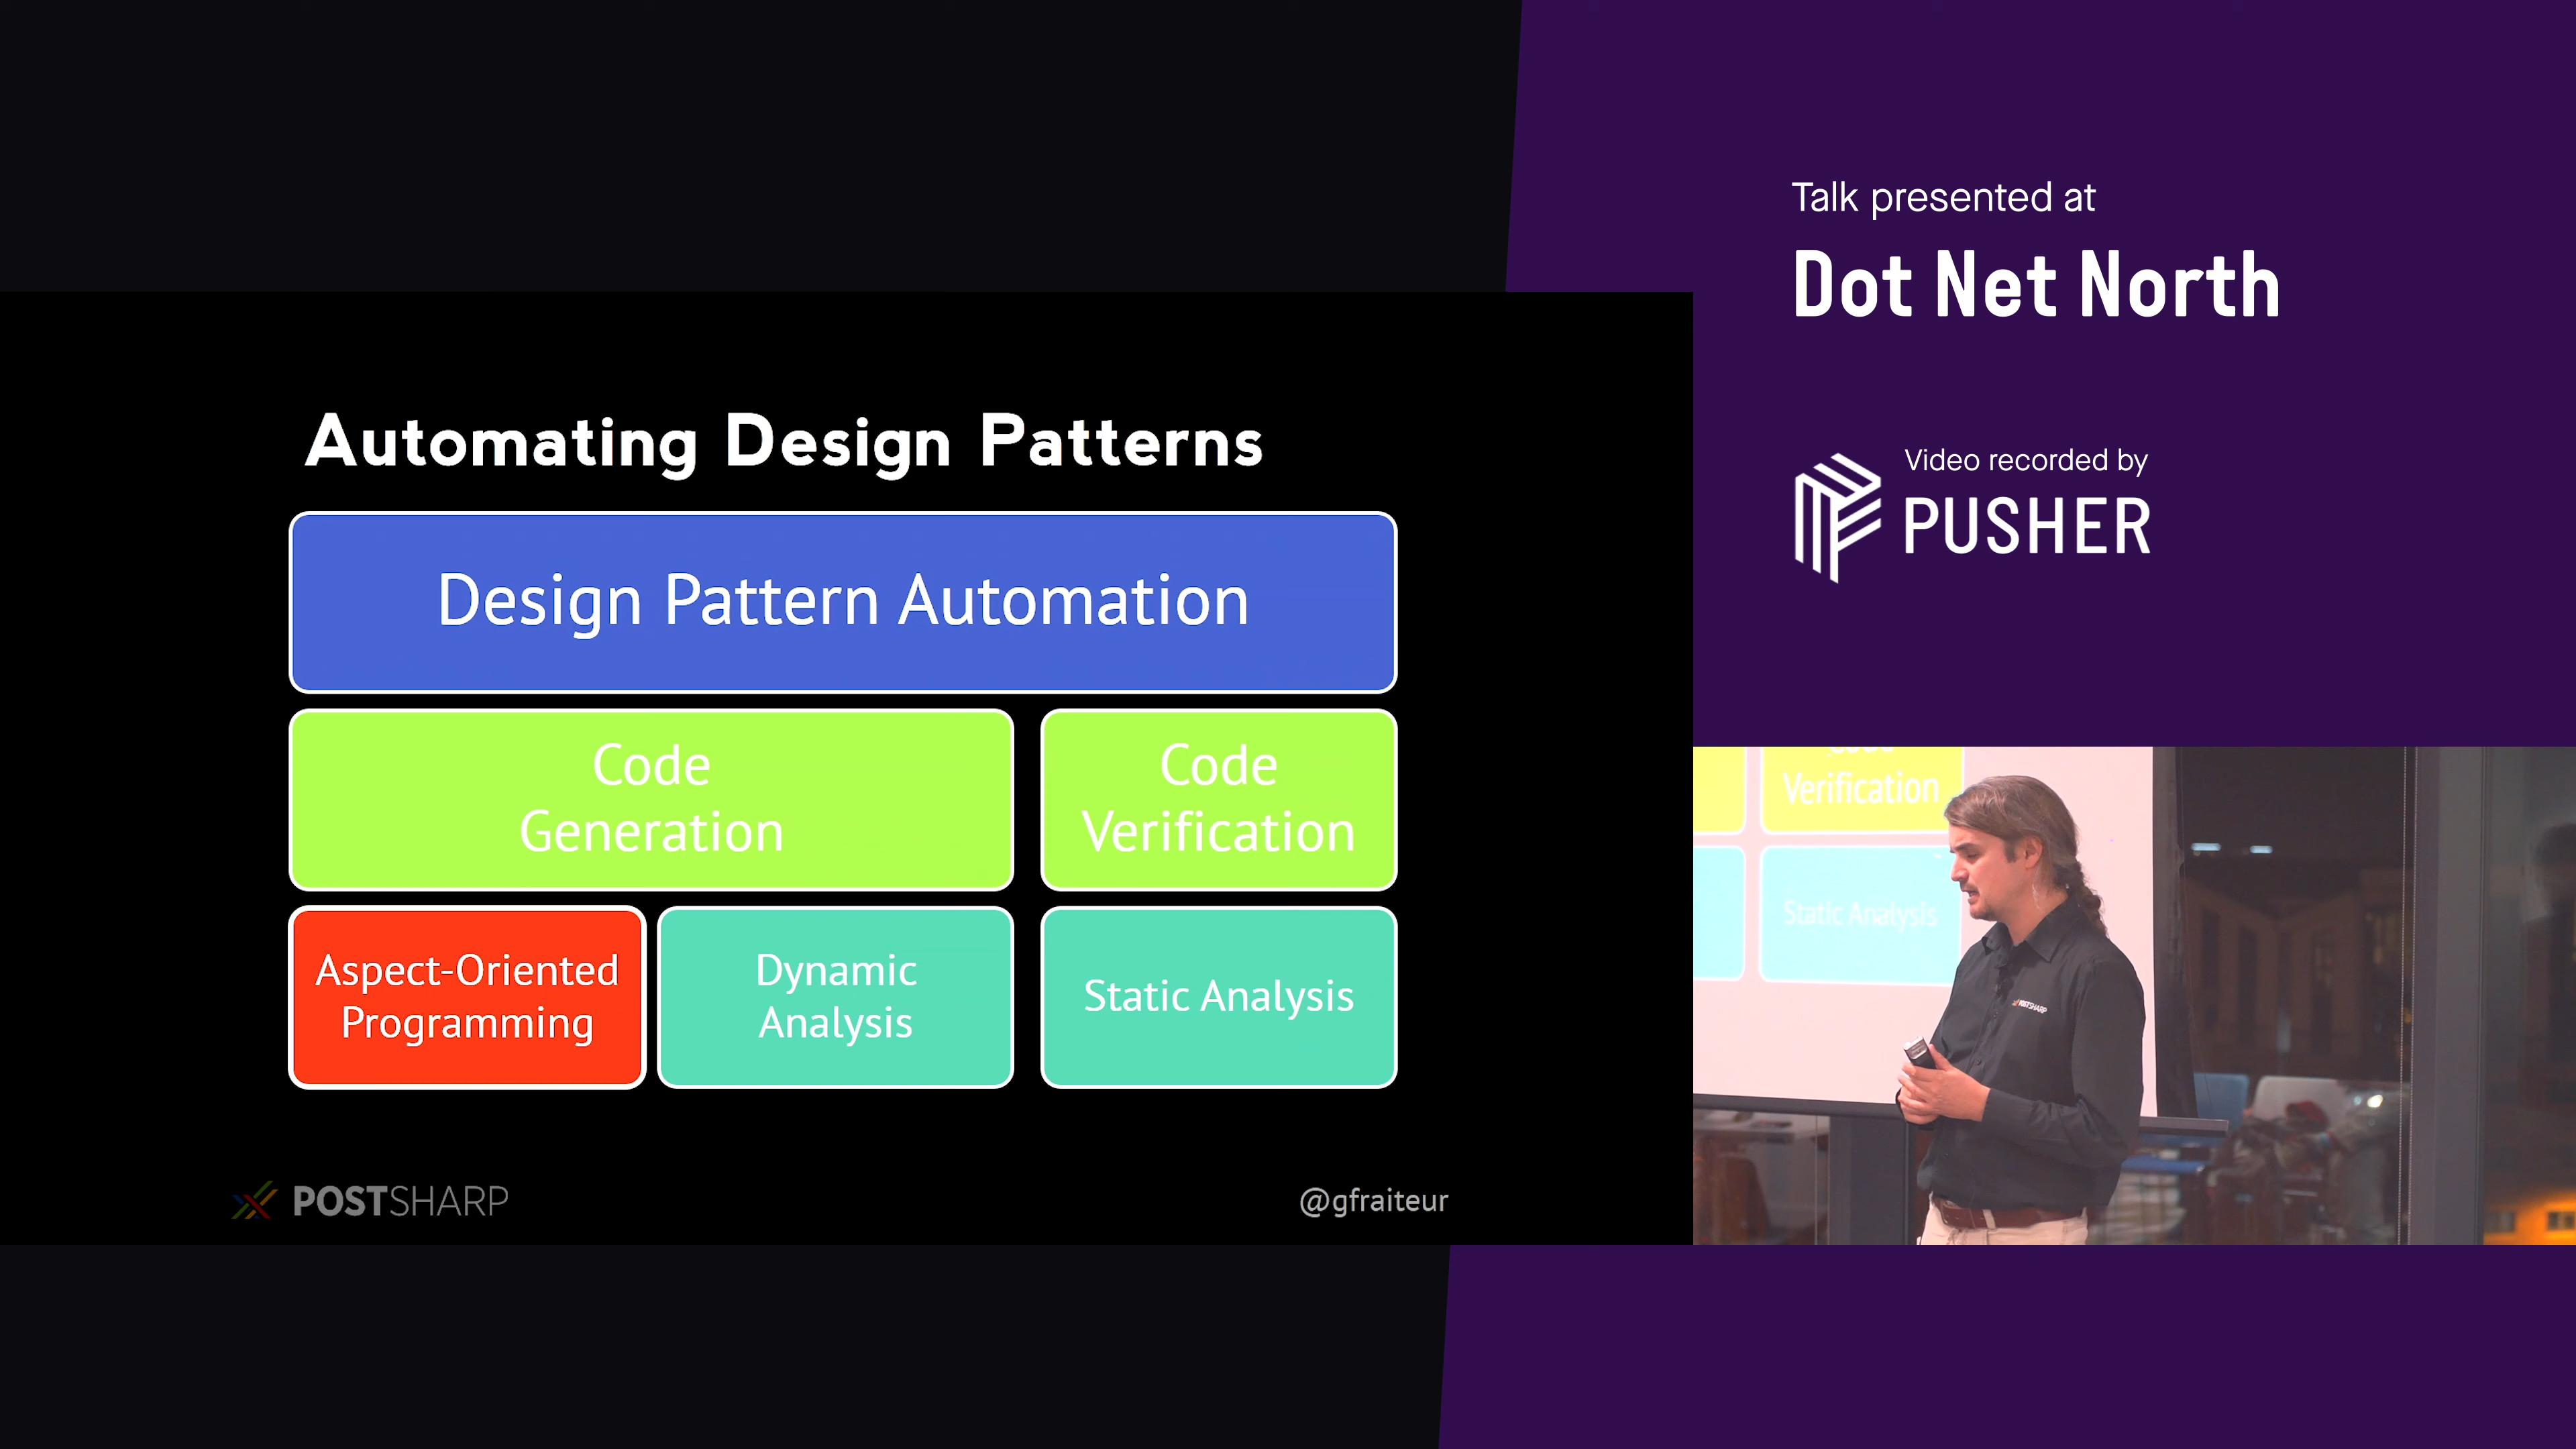 Talk presented at
Dot Net North
Video recorded by
PUSHER
Automating Design Patterns
Design Pattern Automation
Code
Generation
Code
Verification
Aspect-Oriented
Programming
Dynamic
Analysis
Static Analysis
POSTSHARP
@gfraiteur
Verification
Static Analysis
POSTSHARP